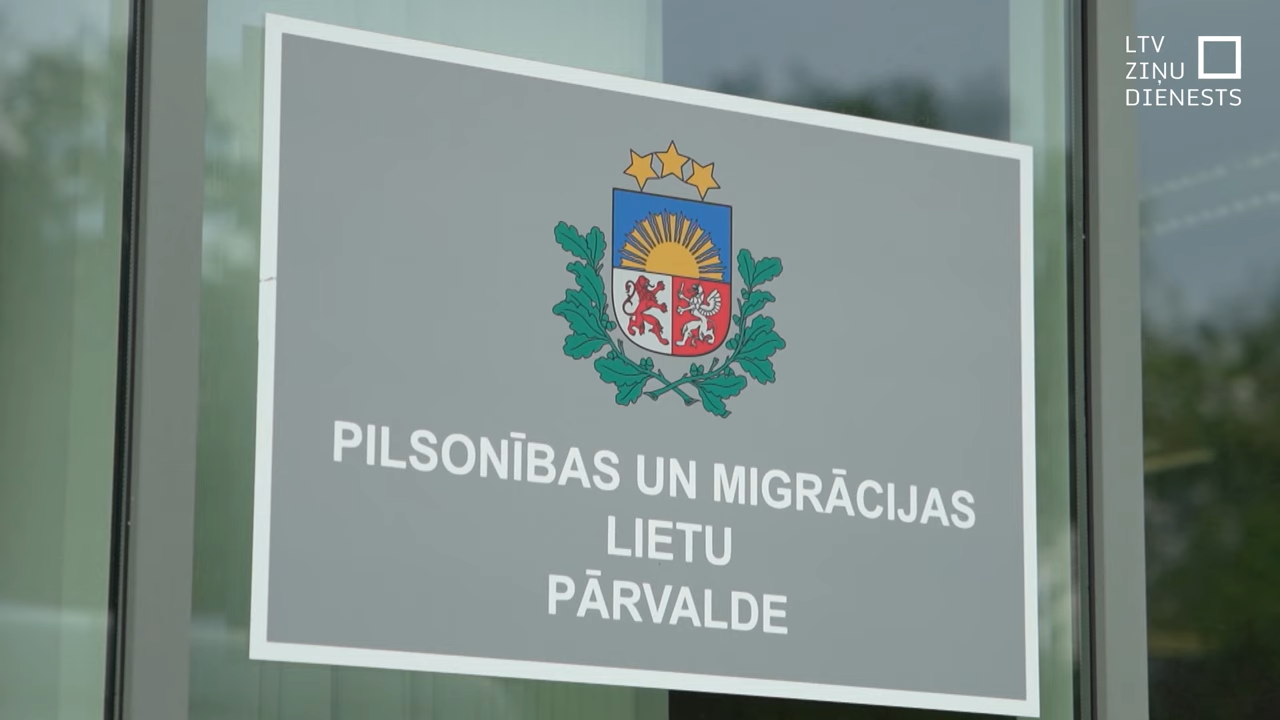 LTV
ZIŅU
DIENESTS
PILSONĪBAS UN MIGRĀCIJAS
LIETU
PĀRVALDE